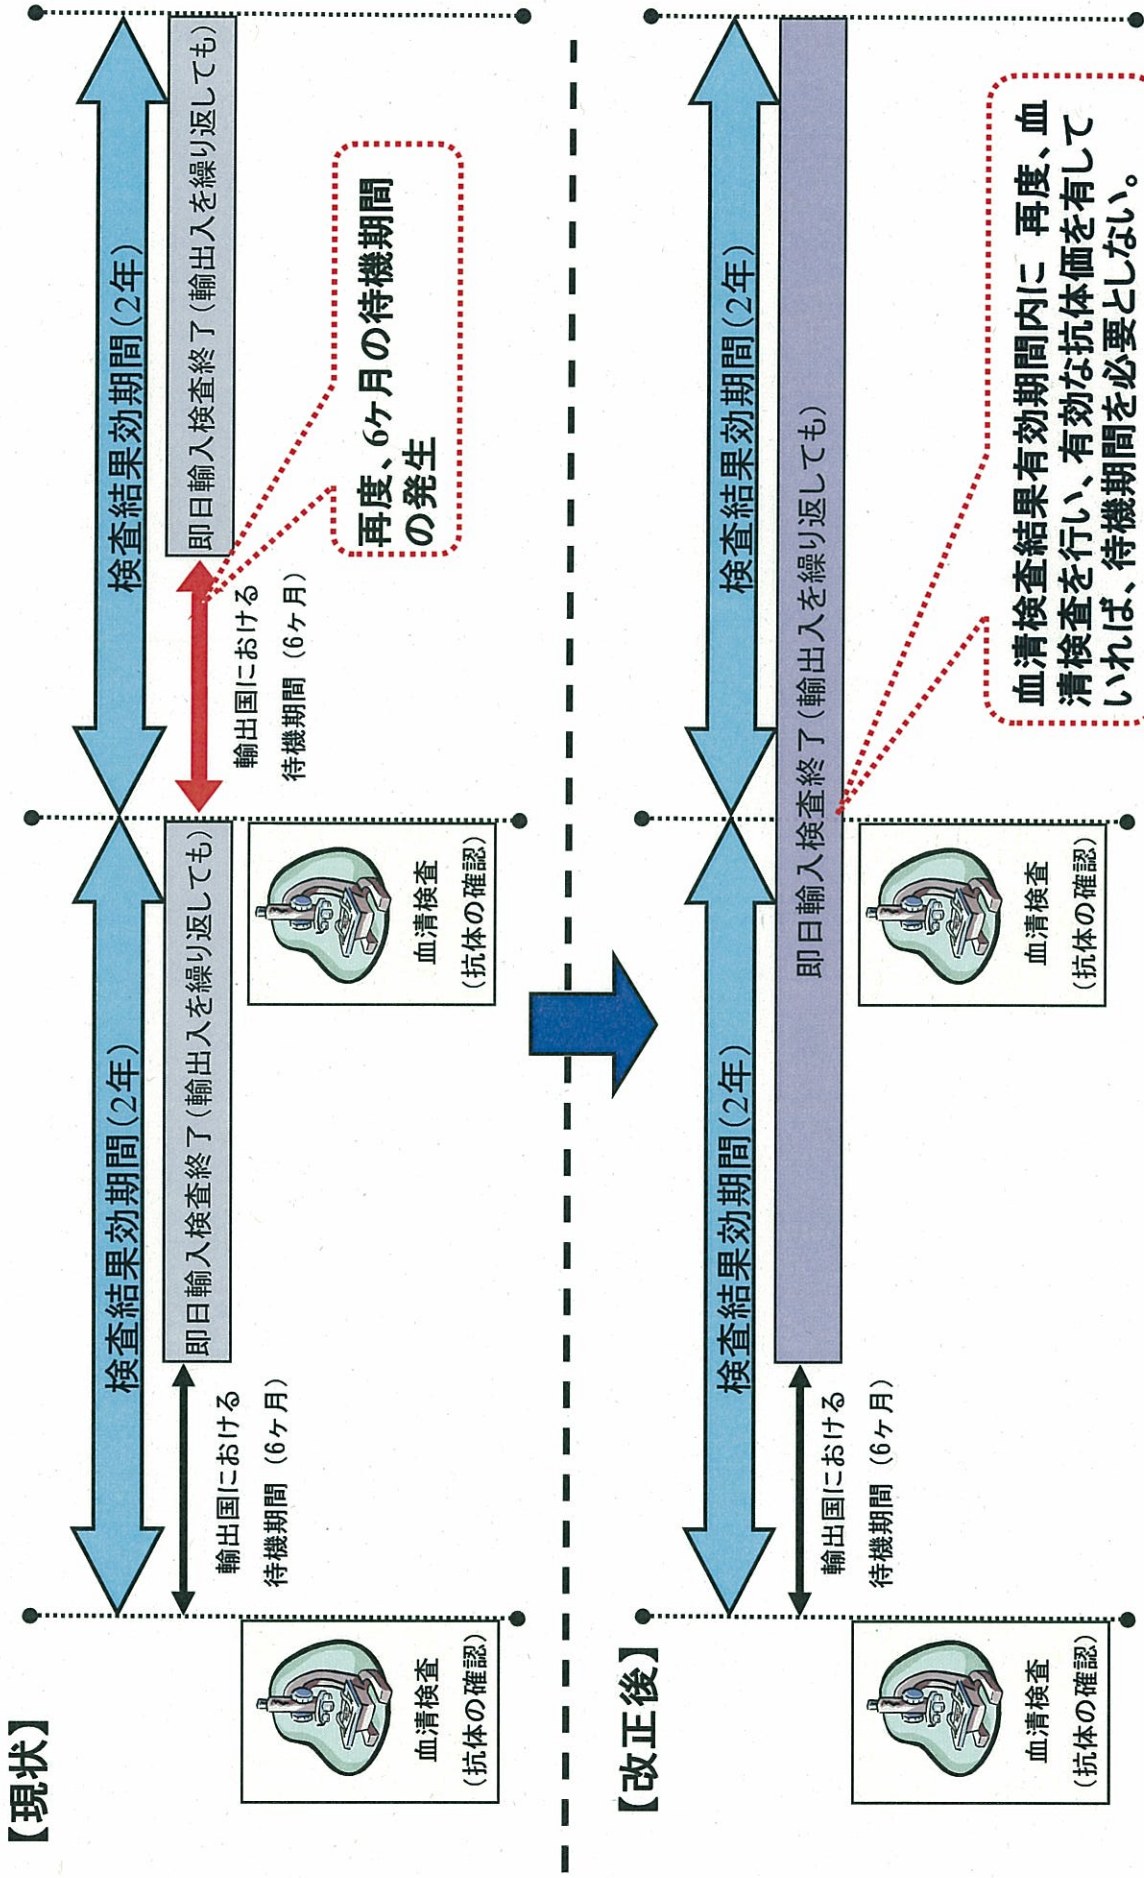 【現状】
検査結果効期間(2年)
検査結果効期間(2年)
即日輸入検査終了(輸出入を繰り返しても)
即日輸入検査終了(輸出入を繰り返しても)
輸出国における
待機期間（6ヶ月）
輸出国における
待機期間（6ヶ月）
再度、6ヶ月の待機期間
の発生
血清検査
(抗体の確認)
血清検査
(抗体の確認)
【改正後】
検査結果効期間(2年)
検査結果効期間(2年)
即日輸入検査終了(輸出入を繰り返しても)
輸出国における
待機期間（6ヶ月）
血清検査
(抗体の確認)
血清検査
(抗体の確認)
血清検査結果有効期間内に 再度、血
清検査を行い、有効な抗体価を有して
いれば、待機期間を必要としない。